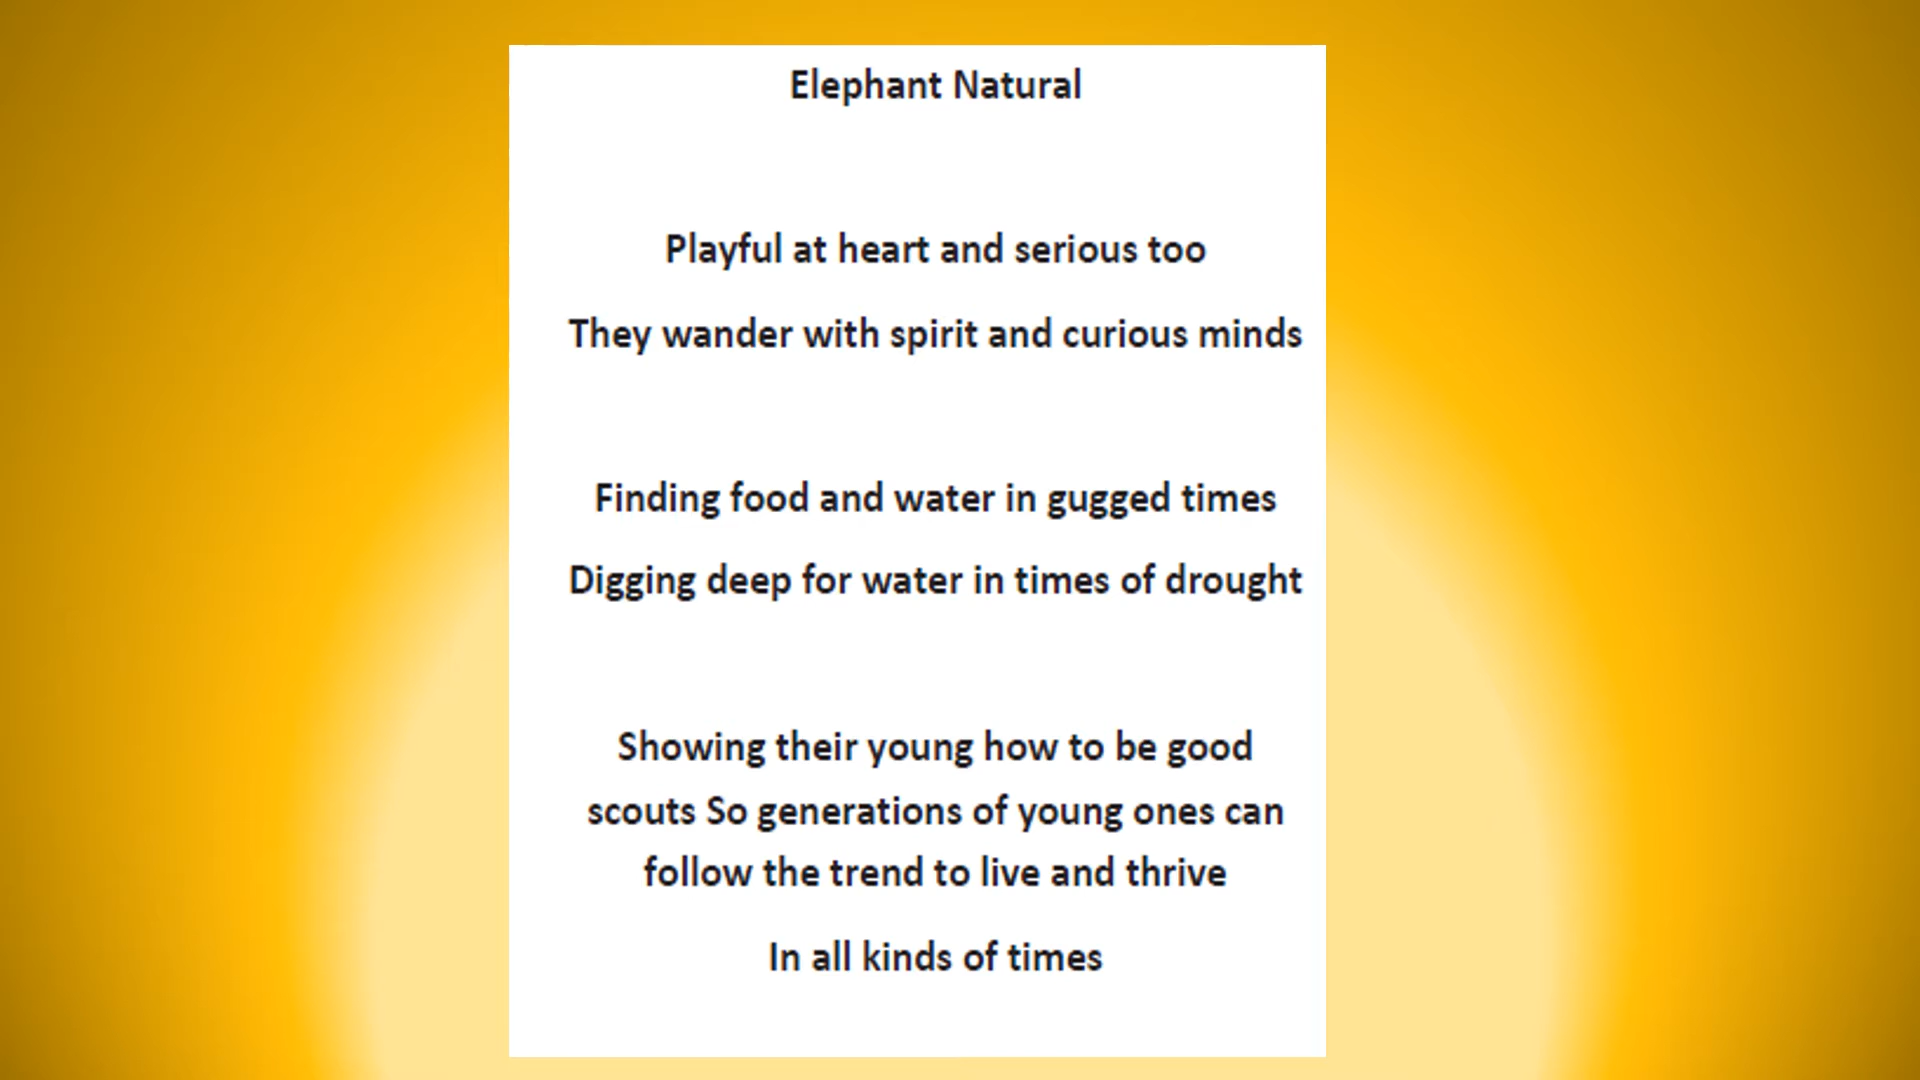 Elephant Natural
Playful at heart and serious too
They wander with spirit and curious minds
Finding food and water in gugged times
Digging deep for water in times of drought
Showing their young how to be good
scouts So generations of young ones can
follow the trend to live and thrive
In all kinds of times